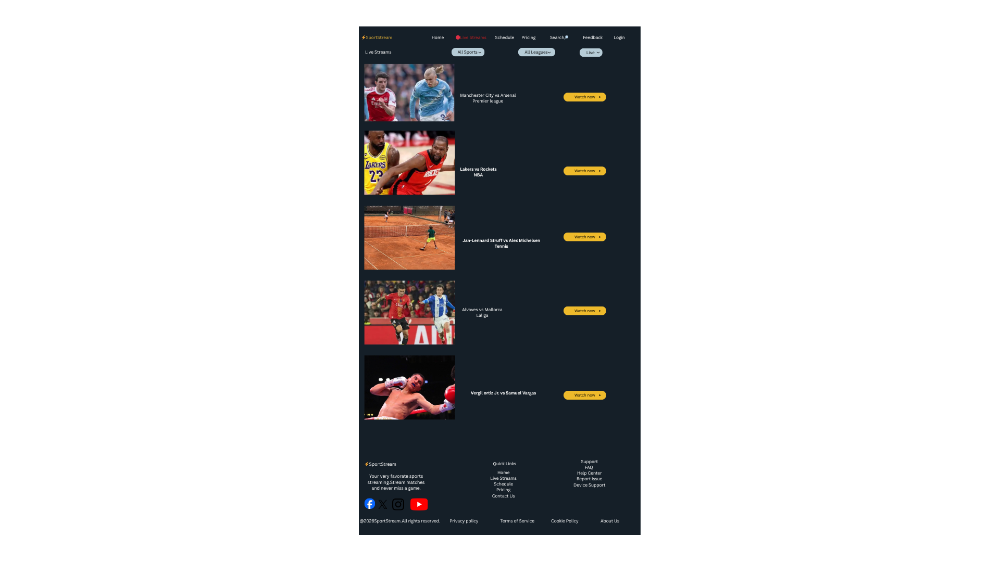 ⚡SportStream Home Live Streams Schedule Pricing Search Feedback Login
Live Streams All Sports All Leagues Live
Manchester City vs Arsenal
Premier league
Watch now
LAKERS
23
Lakers vs Rockets
NBA
Watch now
Jan-Lennard Struff vs Alex Michelsen
Tennis
Watch now
Alvaves vs Mallorca
Laliga
Watch now
Vergil ortiz Jr. vs Samuel Vargas
Watch now
⚡SportStream
Your very favorite sports
streaming.Stream matches
and never miss a game.
Quick Links
Home
Live Streams
Schedule
Pricing
Contact Us
Support
FAQ
Help Center
Report Issue
Device Support
@2026SportStream.All rights reserved. Privacy policy Terms of Service Cookie Policy About Us